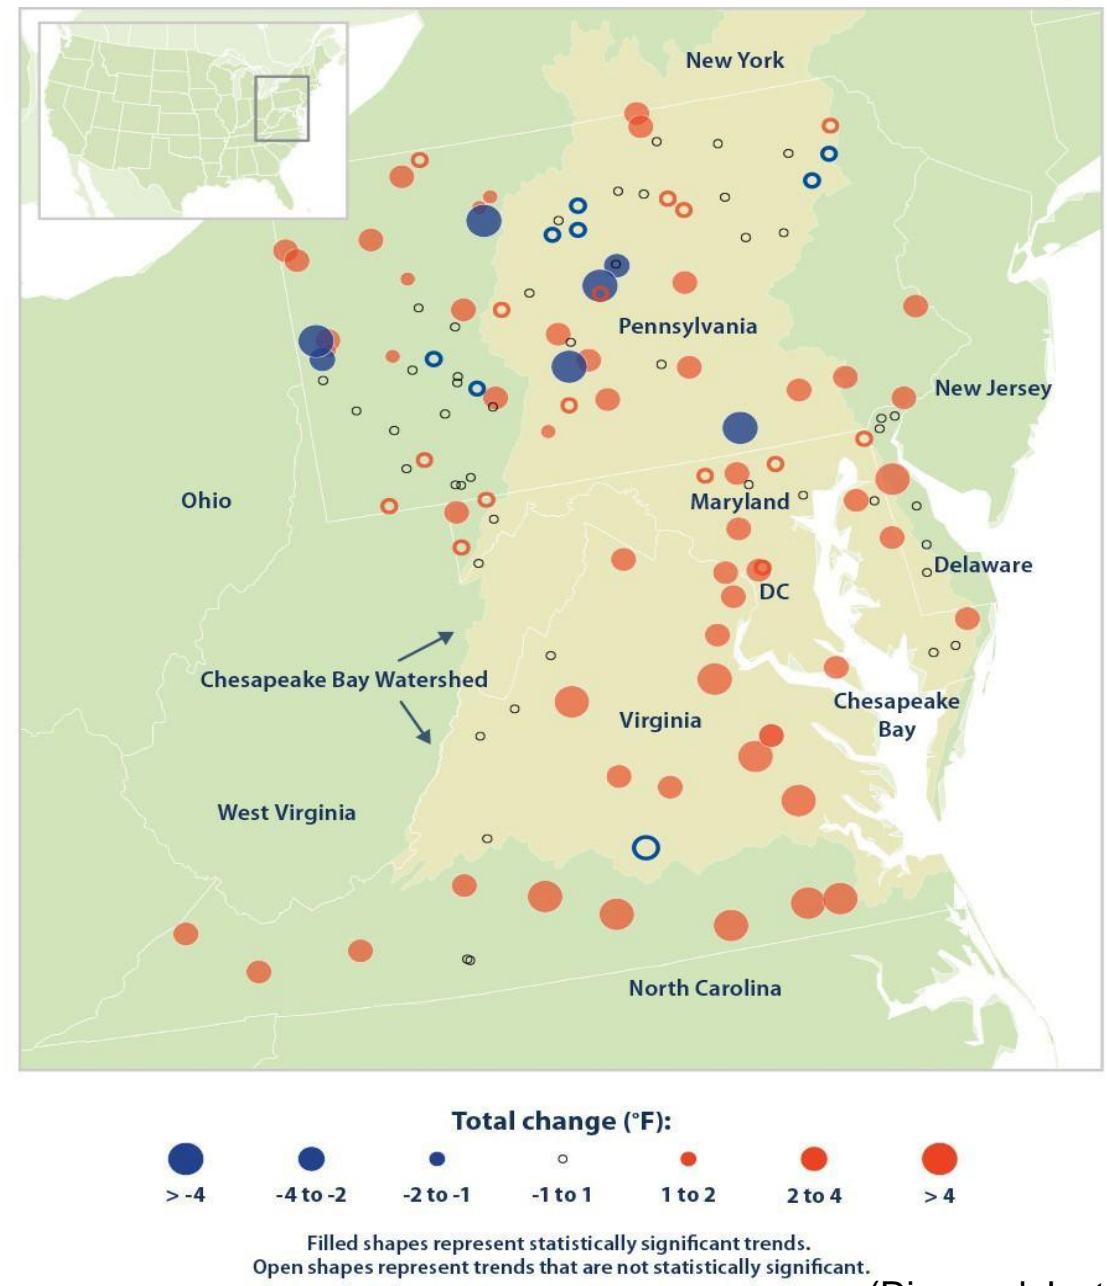 New York
Pennsylvania
New Jersey
Ohio
Maryland
Delaware
DC
Chesapeake Bay Watershed
Chesapeake
Bay
Virginia
West Virginia
North Carolina
Total change (°F):
> -4
-4 to -2
-2 to -1
-1 to 1
1 to 2
2 to 4
> 4
Filled shapes represent statistically significant trends.
Open shapes represent trends that are not statistically significant.